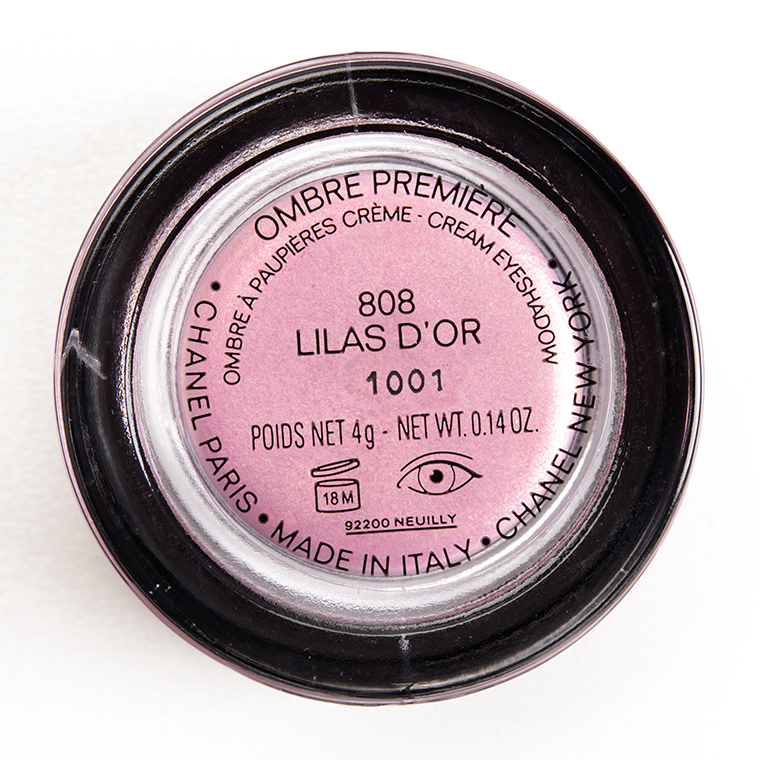 OMBRE PREMIÈRE
OMBRE À PAUPIÈRES CRÈME - CREAM EYESHADOW
808
LILAS D'OR
1001
POIDS NET 4g - NET WT. 0.14 OZ.
18 M
92200 NEUILLY
• CHANEL PARIS • MADE IN ITALY • CHANEL NEW YORK •